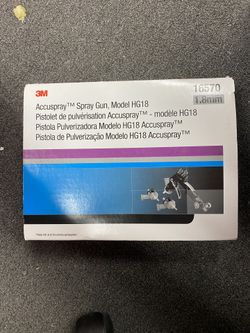 3M
16570
1.8mm
Accuspray™ Spray Gun, Model HG18
Pistolet de pulvérisation Accuspray™ - modèle HG18
Pistola Pulverizadora Modelo HG18 Accuspray™
Pistola de Pulverização Modelo HG18 Accuspray™